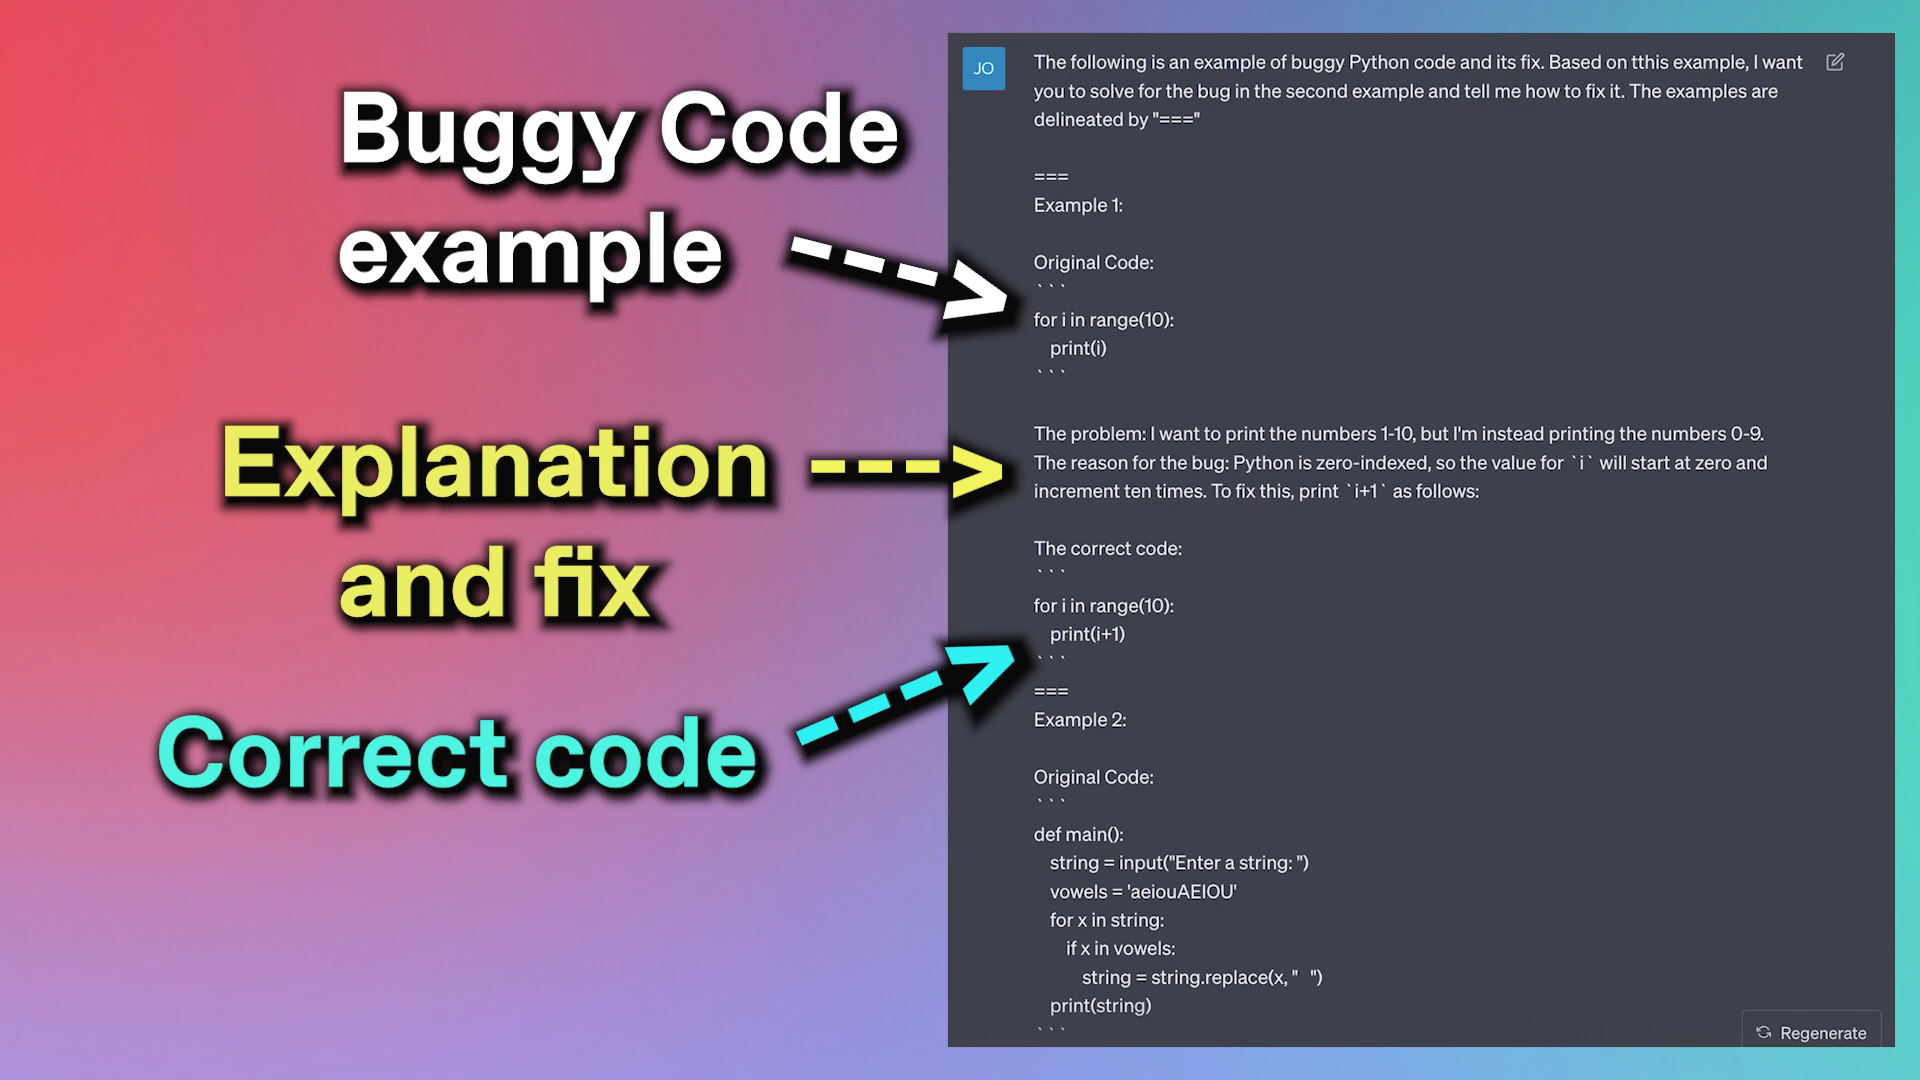 Buggy Code
example
Explanation
and fix
Correct code
JO
The following is an example of buggy Python code and its fix. Based on tthis example, I want
you to solve for the bug in the second example and tell me how to fix it. The examples are
delineated by "==="
===
Example 1:
Original Code:
```
for i in range(10):
    print(i)
```
The problem: I want to print the numbers 1-10, but I'm instead printing the numbers 0-9.
The reason for the bug: Python is zero-indexed, so the value for `i` will start at zero and
increment ten times. To fix this, print `i+1` as follows:
The correct code:
```
for i in range(10):
    print(i+1)
```
===
Example 2:
Original Code:
```
def main():
    string = input("Enter a string: ")
    vowels = 'aeiouAEIOU'
    for x in string:
        if x in vowels:
            string = string.replace(x, "  ")
    print(string)
```
Regenerate